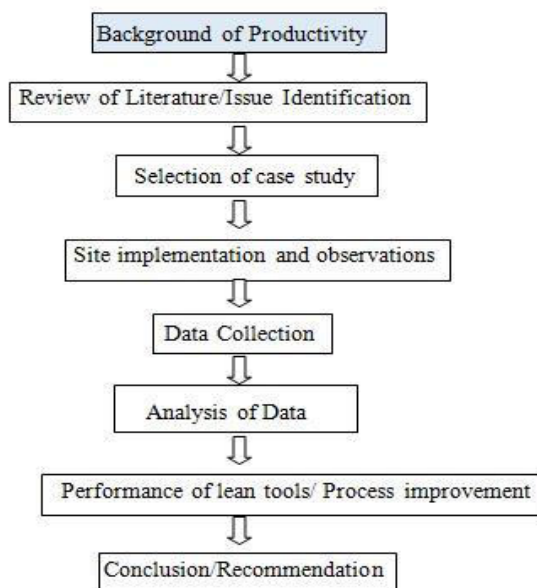 Background of Productivity
Review of Literature/Issue Identification
Selection of case study
Site implementation and observations
Data Collection
Analysis of Data
Performance of lean tools/ Process improvement
Conclusion/Recommendation